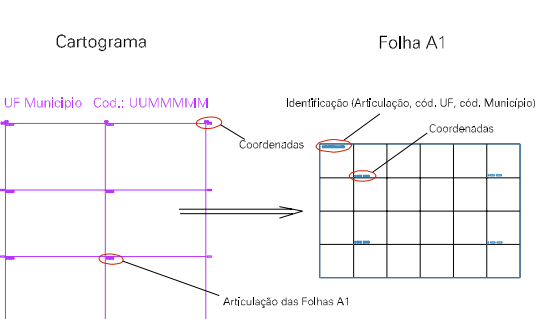 Cartograma
Folha A1
UF Municipio Cod.: UUMMMMM
Identificação (Articulação, cód. UF, cód. Município)
Coordenadas
Coordenadas
Articulação das Folhas A1